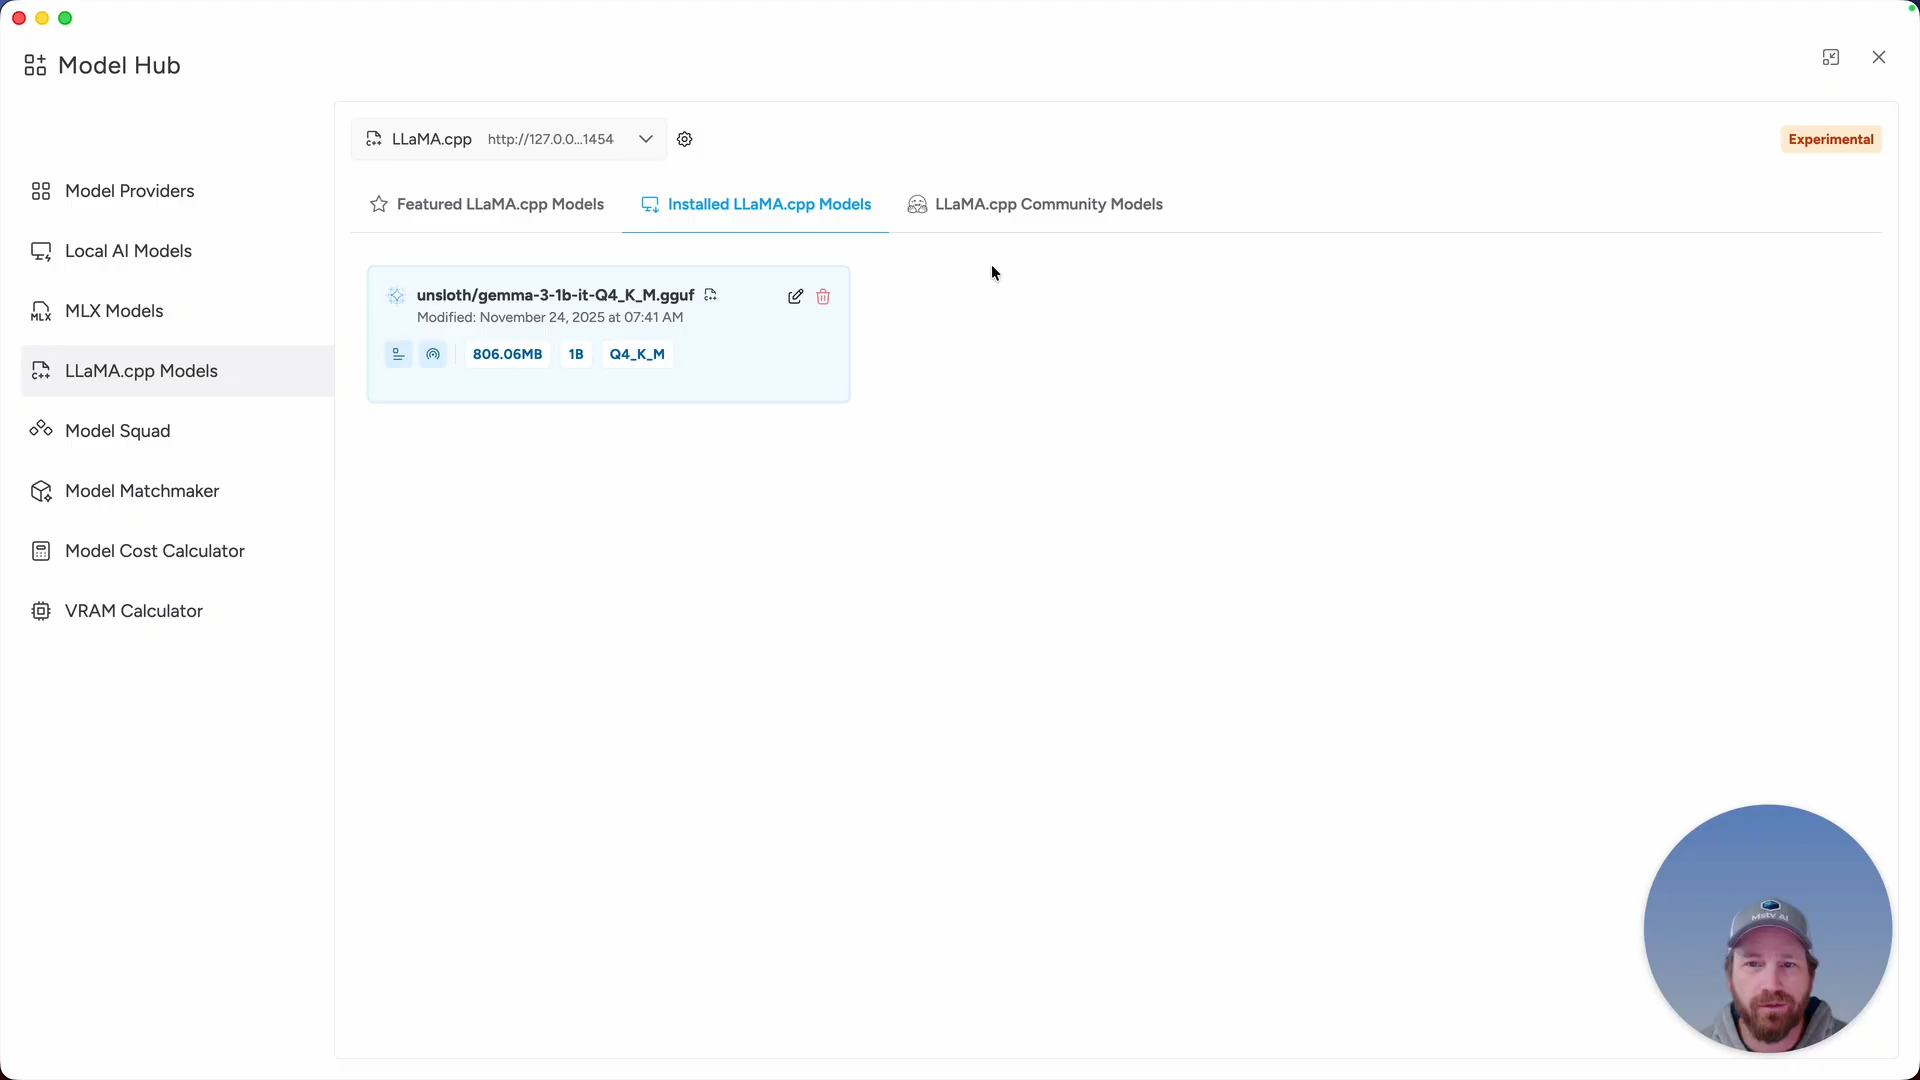 Model Hub
Model Providers
Local AI Models
MLX
MLX Models
LLaMA.cpp Models
Model Squad
Model Matchmaker
Model Cost Calculator
VRAM Calculator
LLaMA.cpp http://127.0.0...1454
Experimental
Featured LLaMA.cpp Models
Installed LLaMA.cpp Models
LLaMA.cpp Community Models
unsloth/gemma-3-1b-it-Q4_K_M.gguf
Modified: November 24, 2025 at 07:41 AM
806.06MB 1B Q4_K_M
Msty AI